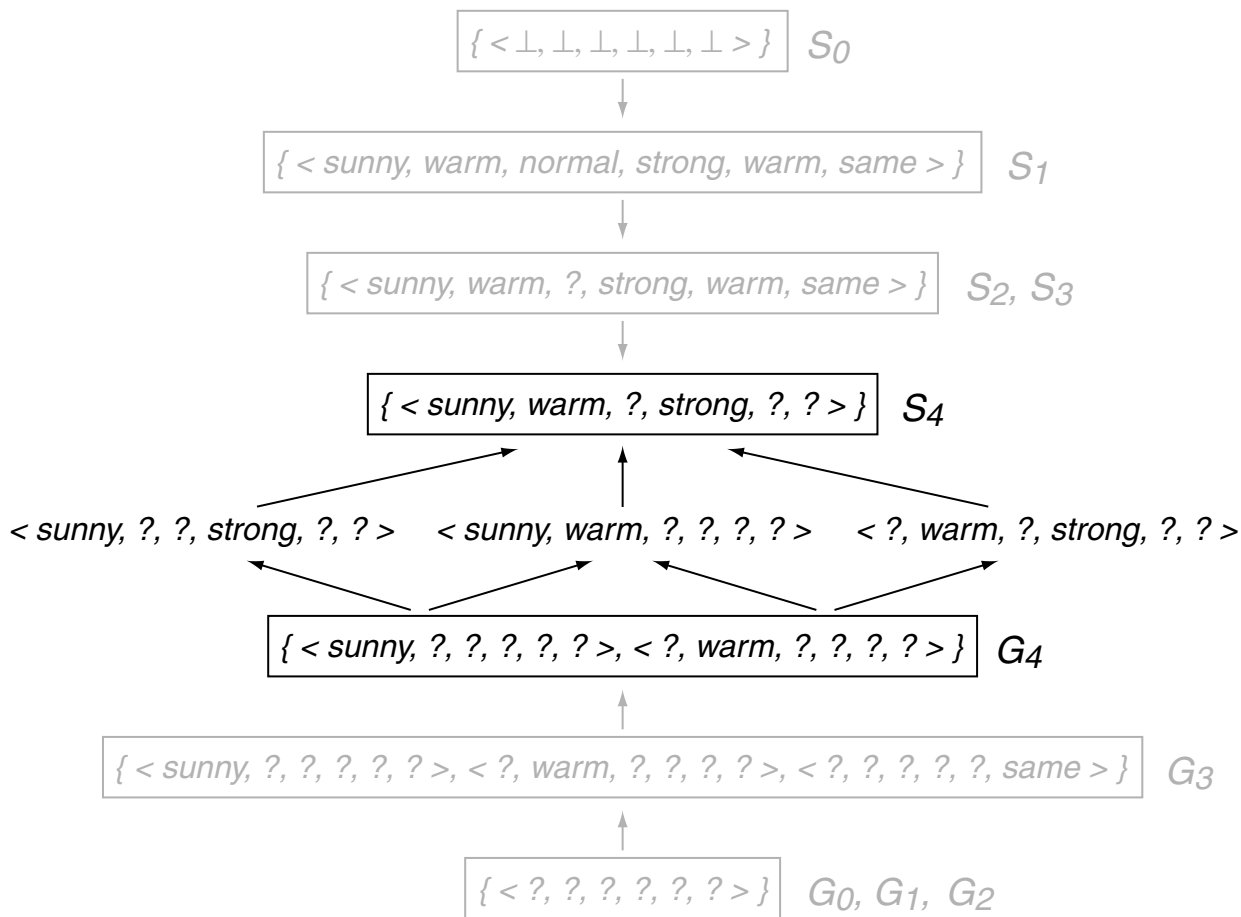 { < ⊥, ⊥, ⊥, ⊥, ⊥, ⊥ > } S0
{ < sunny, warm, normal, strong, warm, same > } S1
{ < sunny, warm, ?, strong, warm, same > } S2, S3
{ < sunny, warm, ?, strong, ?, ? > } S4
< sunny, ?, ?, strong, ?, ? > < sunny, warm, ?, ?, ?, ? > < ?, warm, ?, strong, ?, ? >
{ < sunny, ?, ?, ?, ?, ? >, < ?, warm, ?, ?, ?, ? > } G4
{ < sunny, ?, ?, ?, ?, ? >, < ?, warm, ?, ?, ?, ? >, < ?, ?, ?, ?, ?, same > } G3
{ < ?, ?, ?, ?, ?, ? > } G0, G1, G2